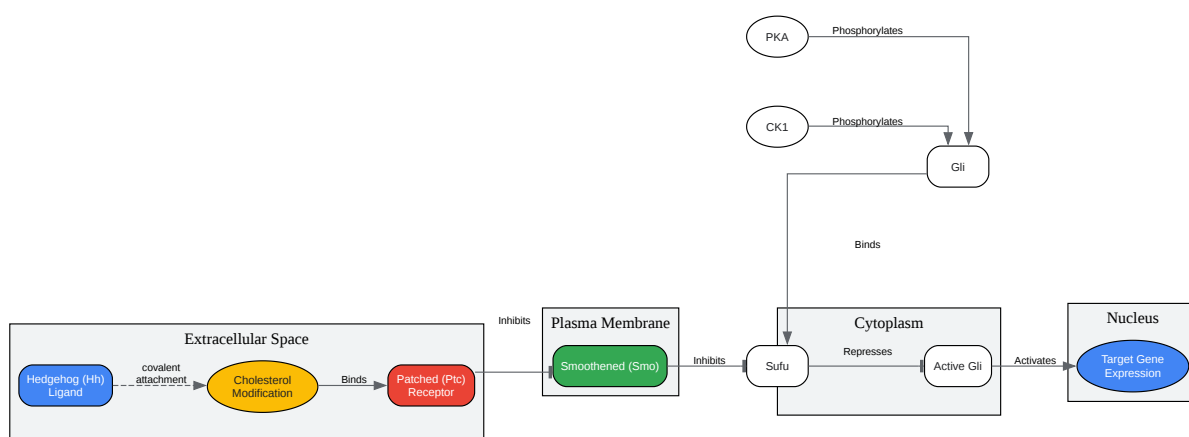 PKA
Phosphorylates
CK1
Phosphorylates
Gli
Binds
Extracellular Space
Hedgehog (Hh)
Ligand
covalent
attachment
Cholesterol
Modification
Binds
Patched (Ptc)
Receptor
Inhibits
Plasma Membrane
Smoothened (Smo)
Inhibits
Cytoplasm
Sufu
Represses
Active Gli
Activates
Nucleus
Target Gene
Expression